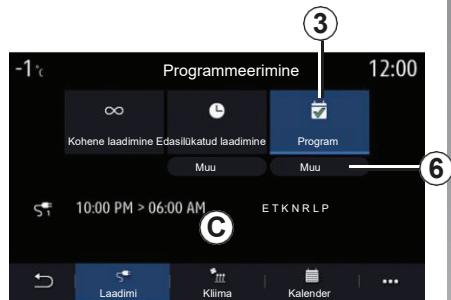 3
-1 °c Programmeerimine 12:00
Kohene laadimine Edasilükatud laadimine Program
Muu Muu 6
10:00 PM > 06:00 AM E T K N R L P
C
Laadimi Kliima Kalender